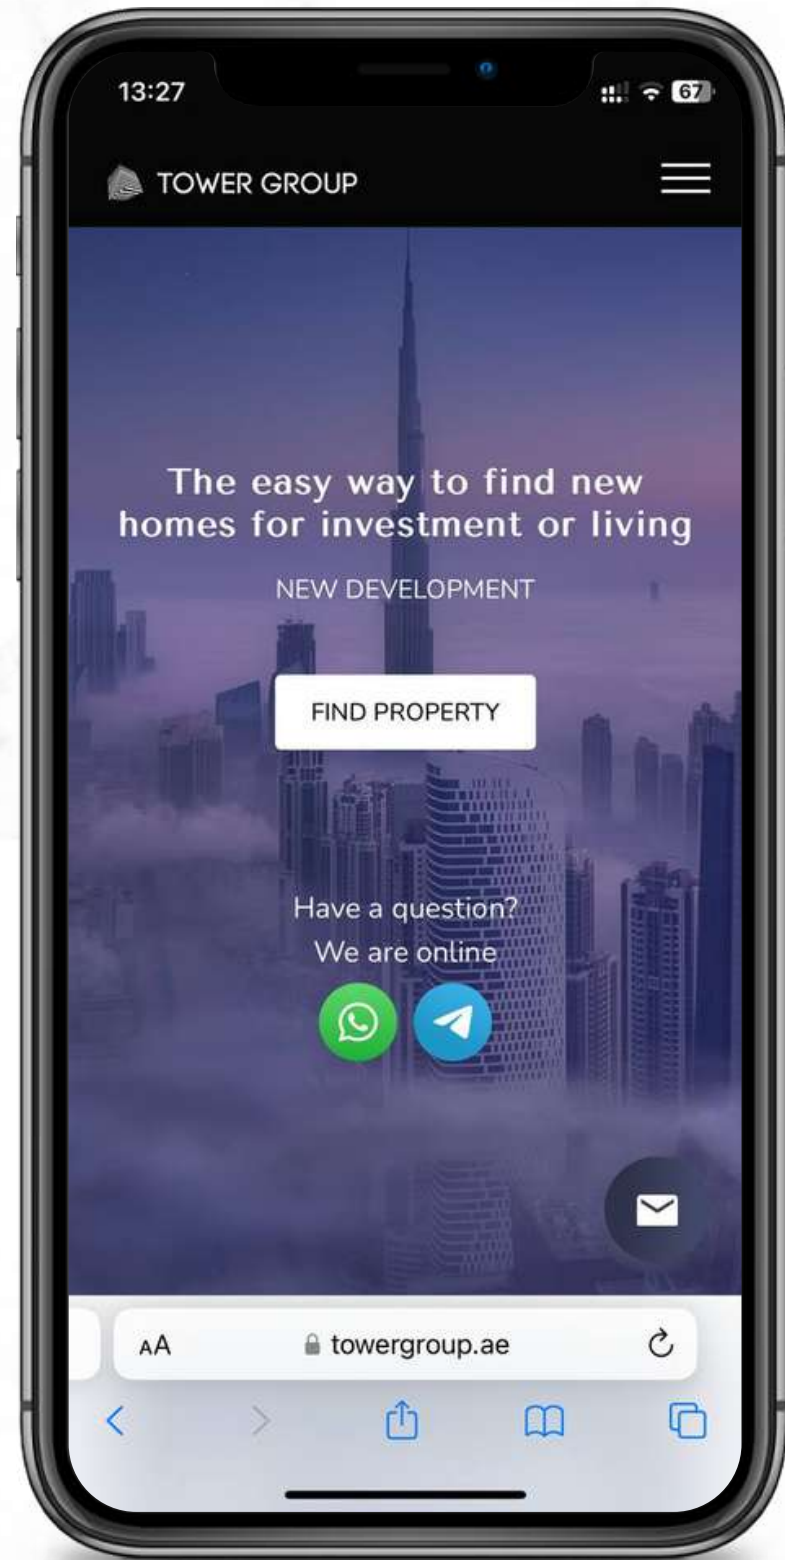 13:27
67
TOWER GROUP
The easy way to find new
homes for investment or living
NEW DEVELOPMENT
FIND PROPERTY
Have a question?
We are online
AA
towergroup.ae